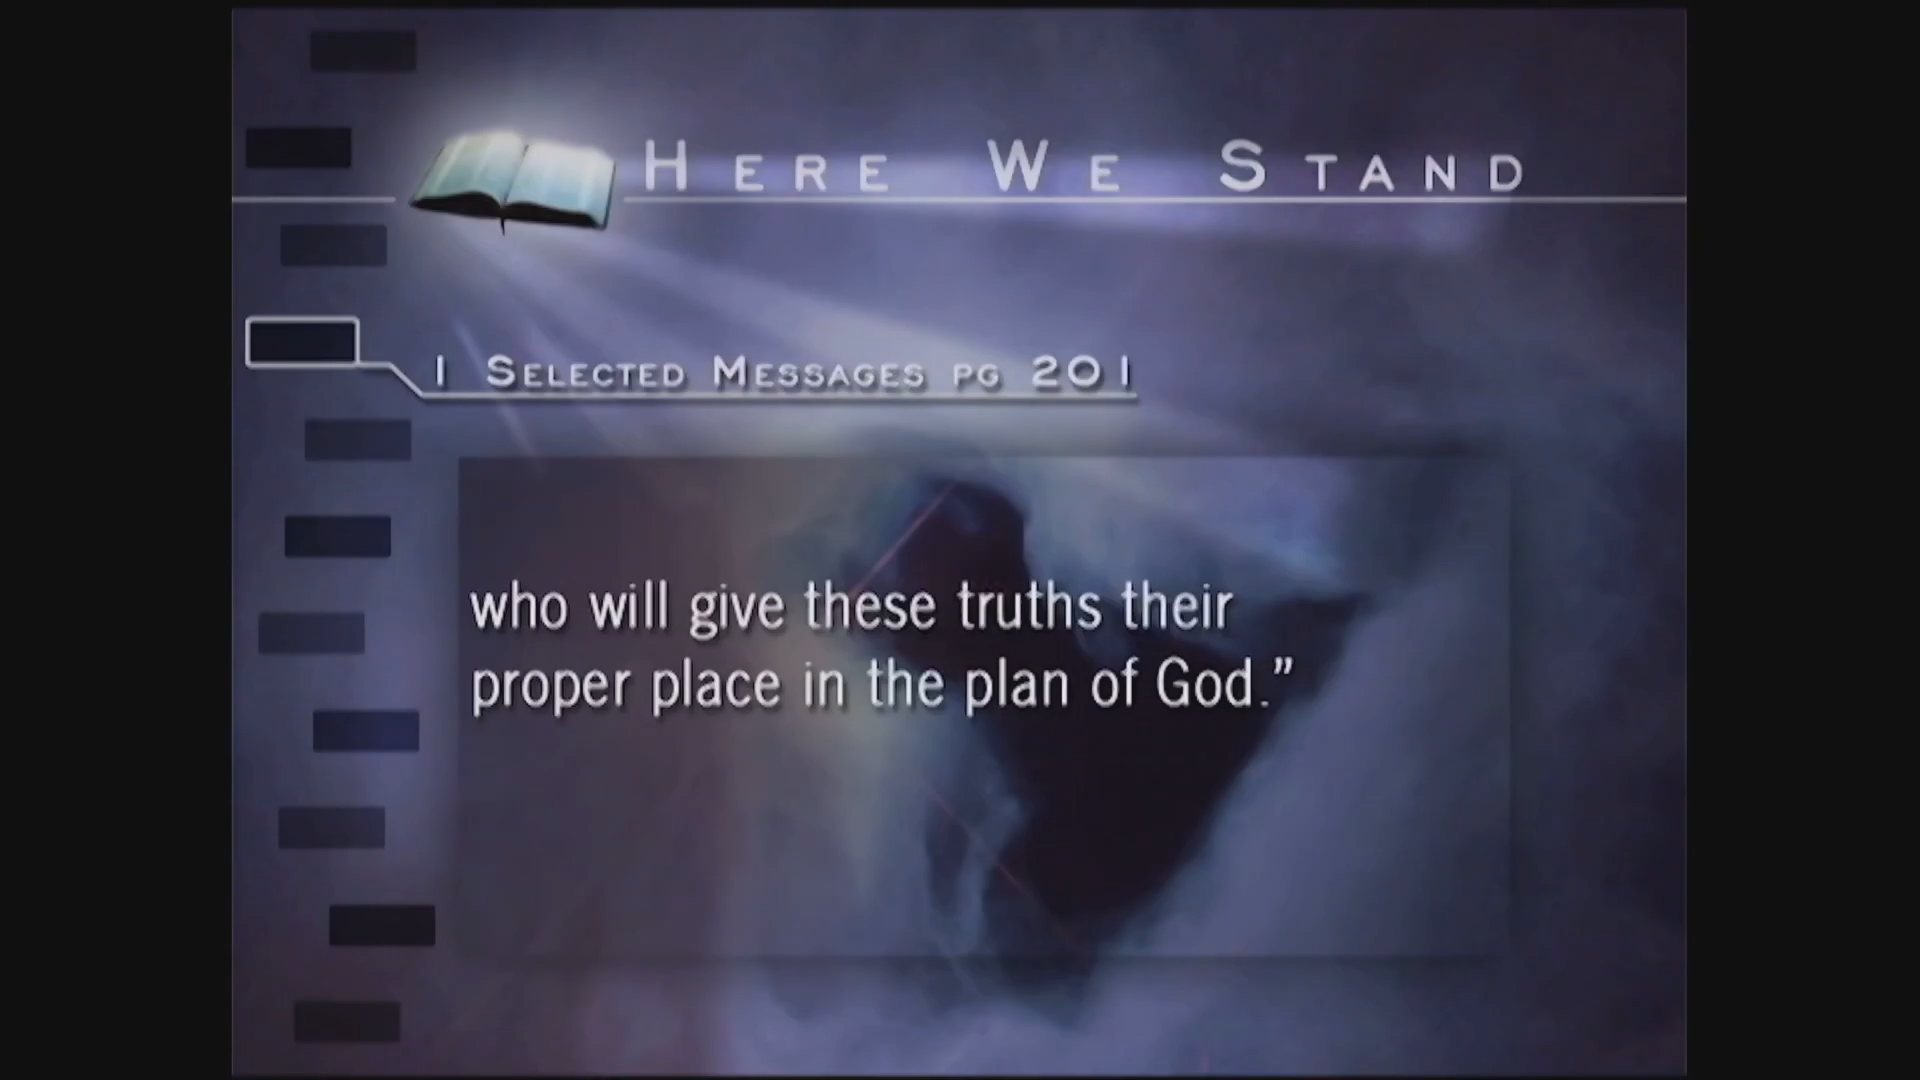 Here We Stand
1 Selected Messages pg 201
who will give these truths their
proper place in the plan of God.”